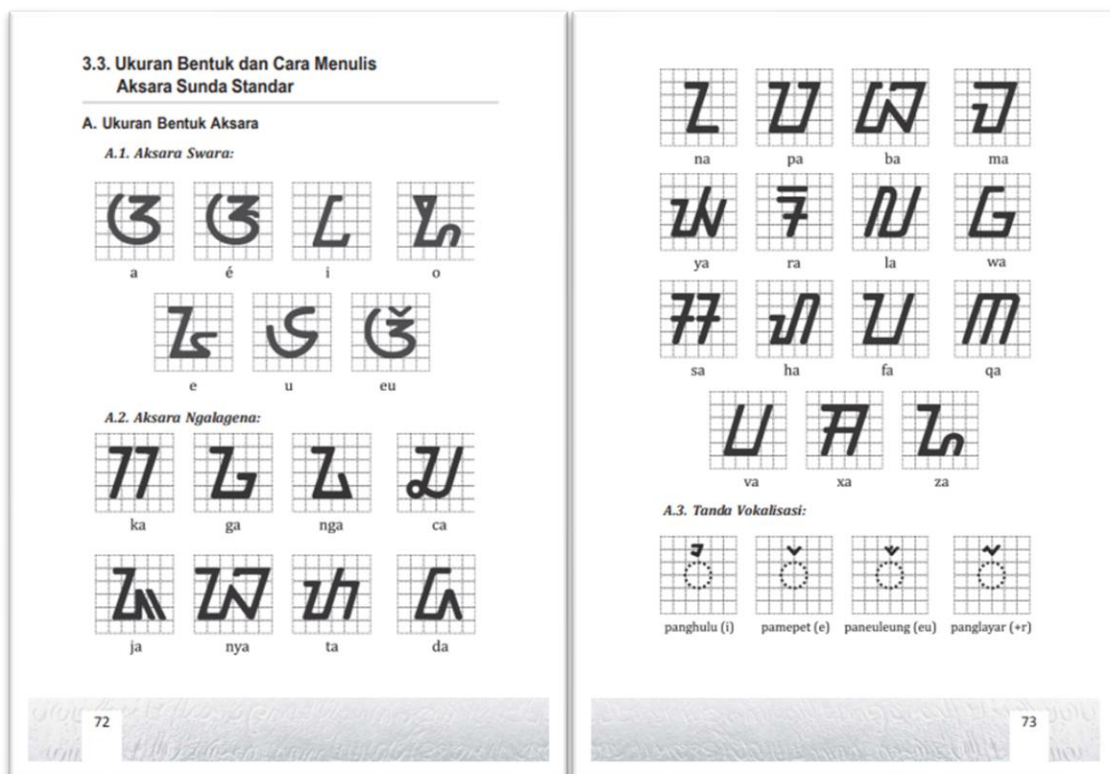 3.3. Ukuran Bentuk dan Cara Menulis
Aksara Sunda Standar
A. Ukuran Bentuk Aksara
A.1. Aksara Swara:
ᮃ ᮆ ᮄ ᮇ
a é i o
ᮈ ᮅ ᮉ
e u eu
A.2. Aksara Ngalagena:
ᮊ ᮌ ᮍ ᮎ
ka ga nga ca
ᮏ ᮑ ᮒ ᮓ
ja nya ta da
72
ᮔ ᮕ ᮘ ᮙ
na pa ba ma
ᮚ ᮛ ᮜ ᮝ
ya ra la wa
ᮞ ᮠ ᮖ ᮋ
sa ha fa qa
ᮗ ᮟ ᮐ
va xa za
A.3. Tanda Vokalisasi:
◌ᮤ ◌ᮨ ◌ᮩ ◌ᮁ
panghulu (i) pamepet (e) paneuleung (eu) panglayar (+r)
73